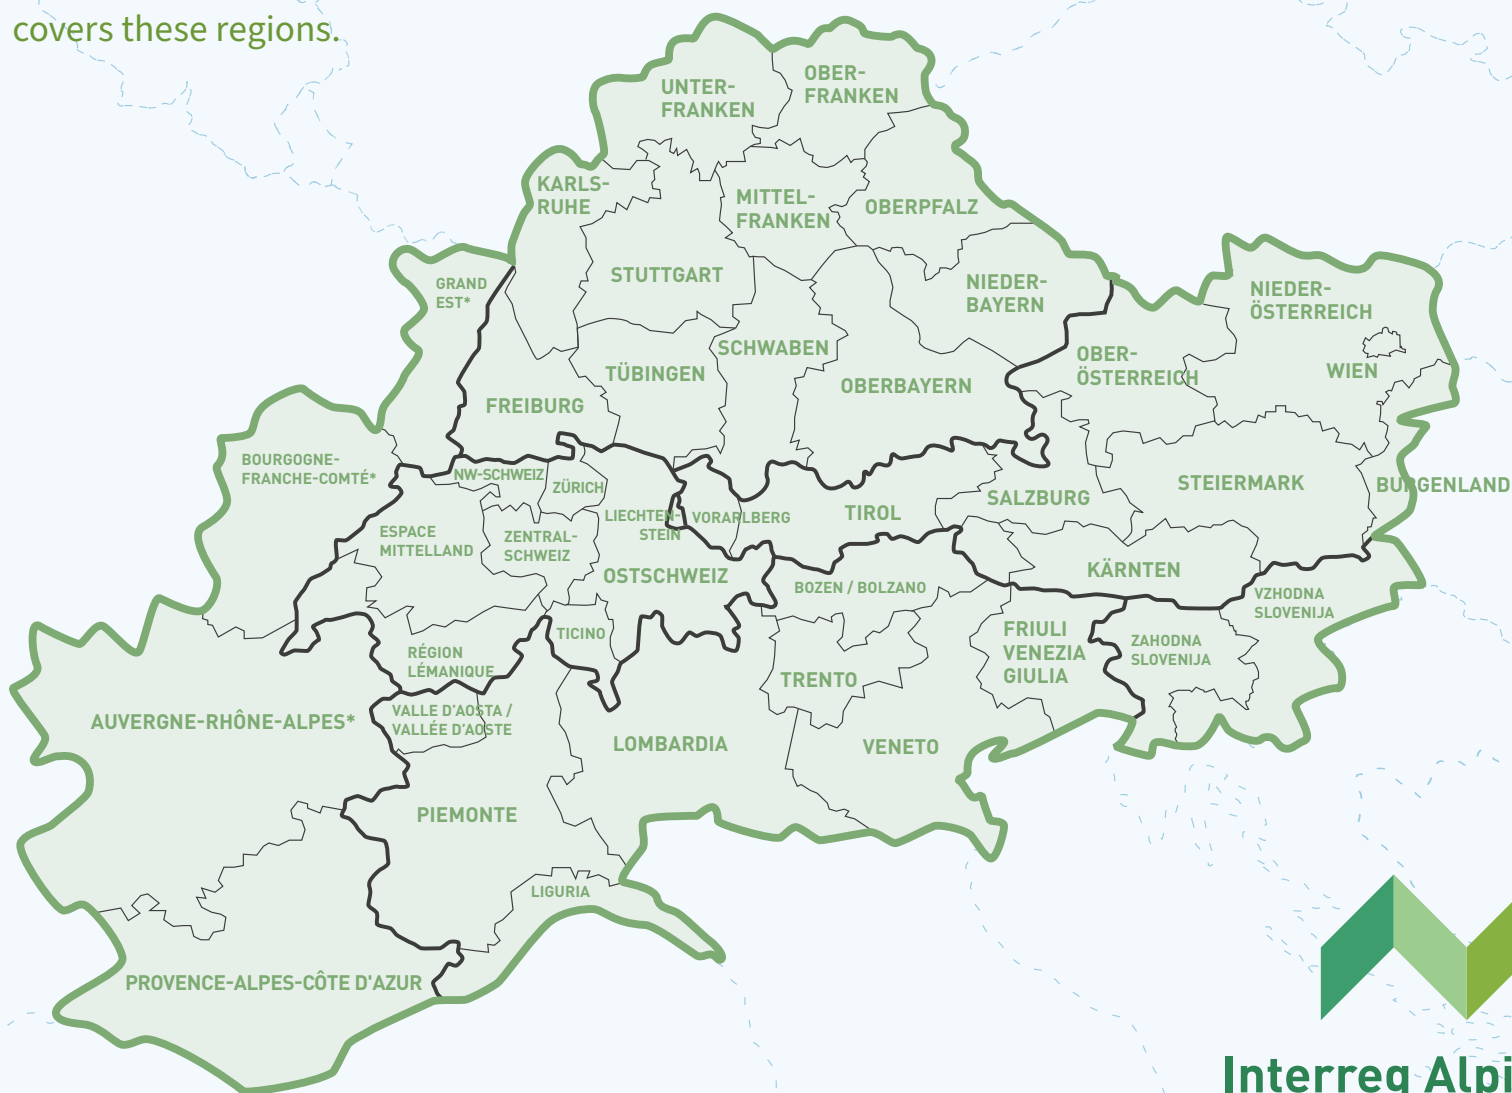 covers these regions.
UNTER-
FRANKEN
OBER-
FRANKEN
KARLS-
RUHE
MITTEL-
FRANKEN
OBERPFALZ
STUTTGART
GRAND
EST*
NIEDER-
BAYERN
NIEDER-
ÖSTERREICH
SCHWABEN
OBER-
ÖSTERREICH
WIEN
TÜBINGEN
OBERBAYERN
FREIBURG
BOURGOGNE-
FRANCHE-COMTÉ*
NW-SCHWEIZ
ZÜRICH
STEIERMARK
BURGENLAND
SALZBURG
LIECHTEN-
STEIN
VORARLBERG
TIROL
ESPACE
MITTELLAND
ZENTRAL-
SCHWEIZ
OSTSCHWEIZ
BOZEN / BOLZANO
KÄRNTEN
VZHODNA
SLOVENIJA
TICINO
FRIULI
VENEZIA
GIULIA
ZAHODNA
SLOVENIJA
RÉGION
LÉMANIQUE
TRENTO
AUVERGNE-RHÔNE-ALPES*
VALLE D'AOSTA /
VALLÉE D'AOSTE
LOMBARDIA
VENETO
PIEMONTE
LIGURIA
PROVENCE-ALPES-CÔTE D'AZUR
Interreg Alpi